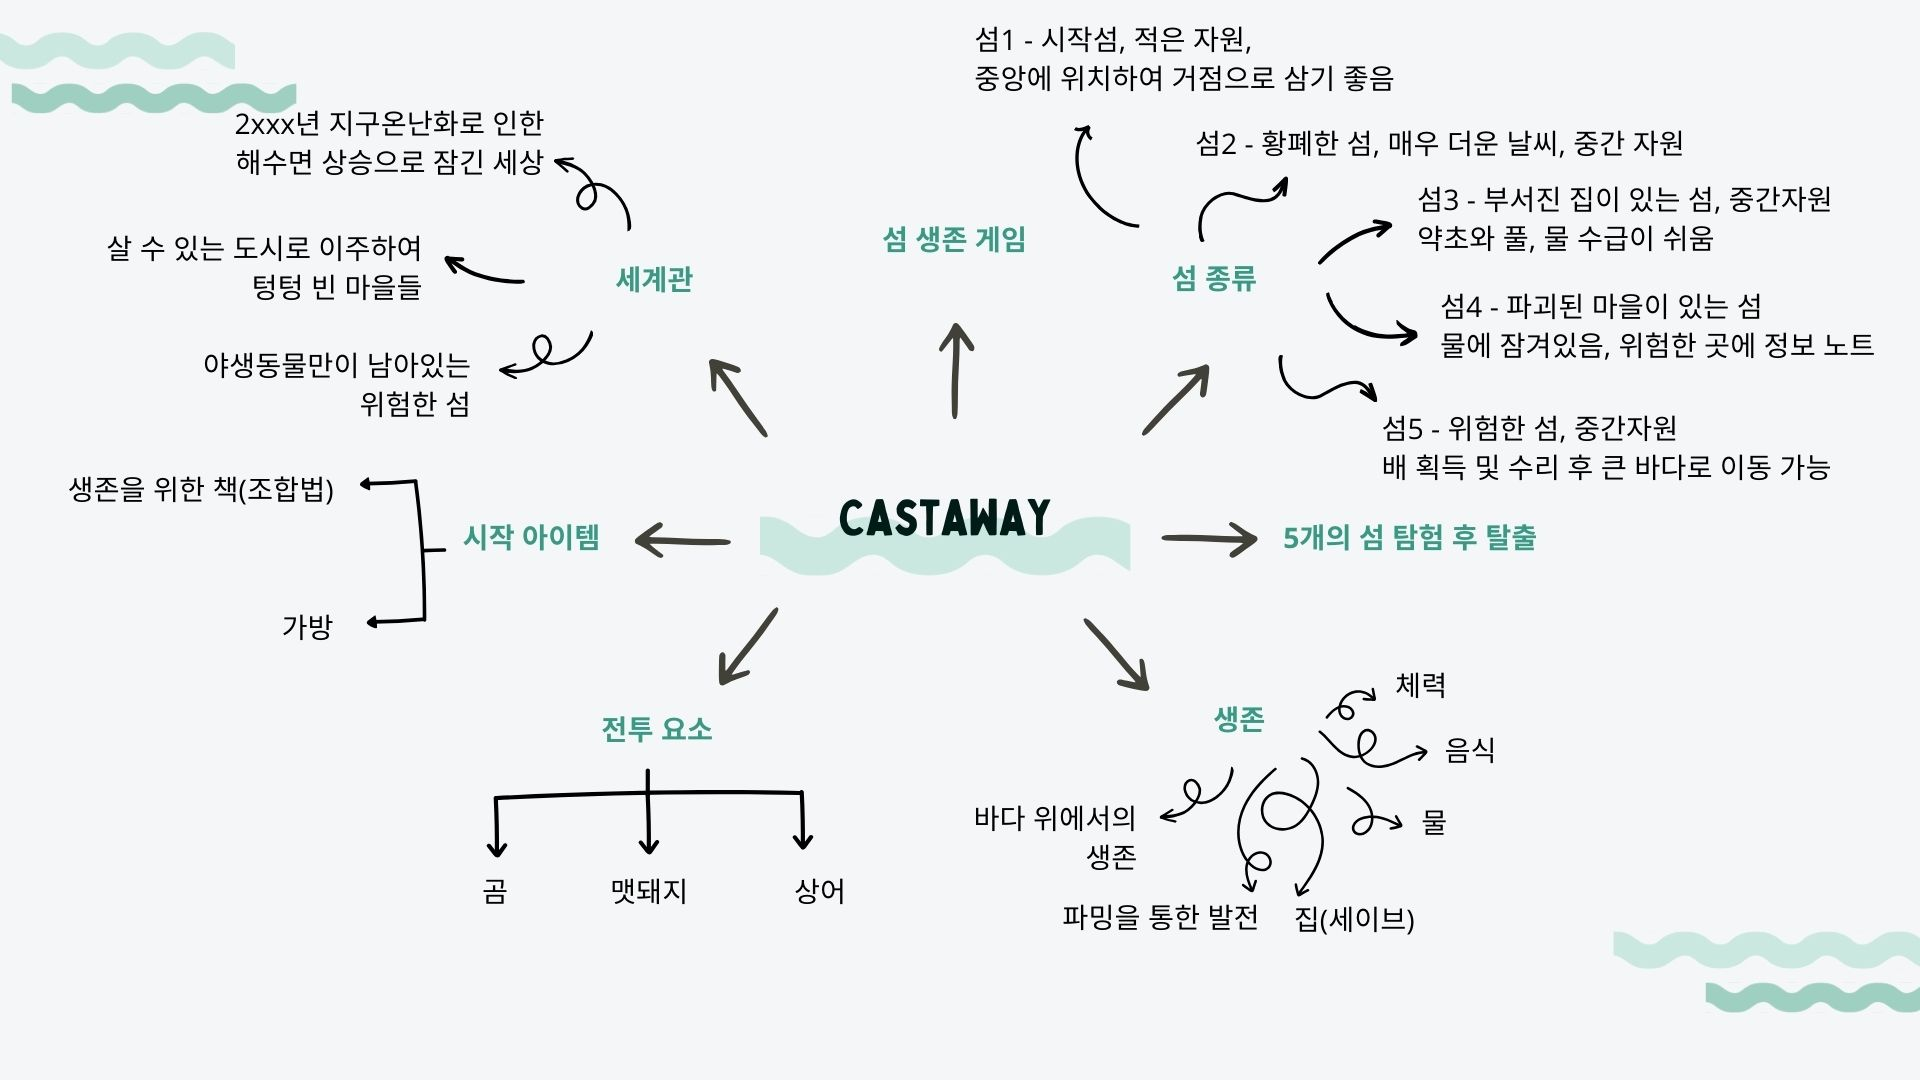 섬1 - 시작섬, 적은 자원,
중앙에 위치하여 거점으로 삼기 좋음
2xxx년 지구온난화로 인한
해수면 상승으로 잠긴 세상
섬2 - 황폐한 섬, 매우 더운 날씨, 중간 자원
섬3 - 부서진 집이 있는 섬, 중간자원
약초와 풀, 물 수급이 쉬움
살 수 있는 도시로 이주하여
텅텅 빈 마을들
섬 생존 게임
세계관
섬 종류
섬4 - 파괴된 마을이 있는 섬
물에 잠겨있음, 위험한 곳에 정보 노트
야생동물만이 남아있는
위험한 섬
섬5 - 위험한 섬, 중간자원
배 획득 및 수리 후 큰 바다로 이동 가능
생존을 위한 책(조합법)
시작 아이템
CASTAWAY
5개의 섬 탐험 후 탈출
가방
전투 요소
생존
체력
음식
물
바다 위에서의
생존
곰
멧돼지
상어
파밍을 통한 발전
집(세이브)